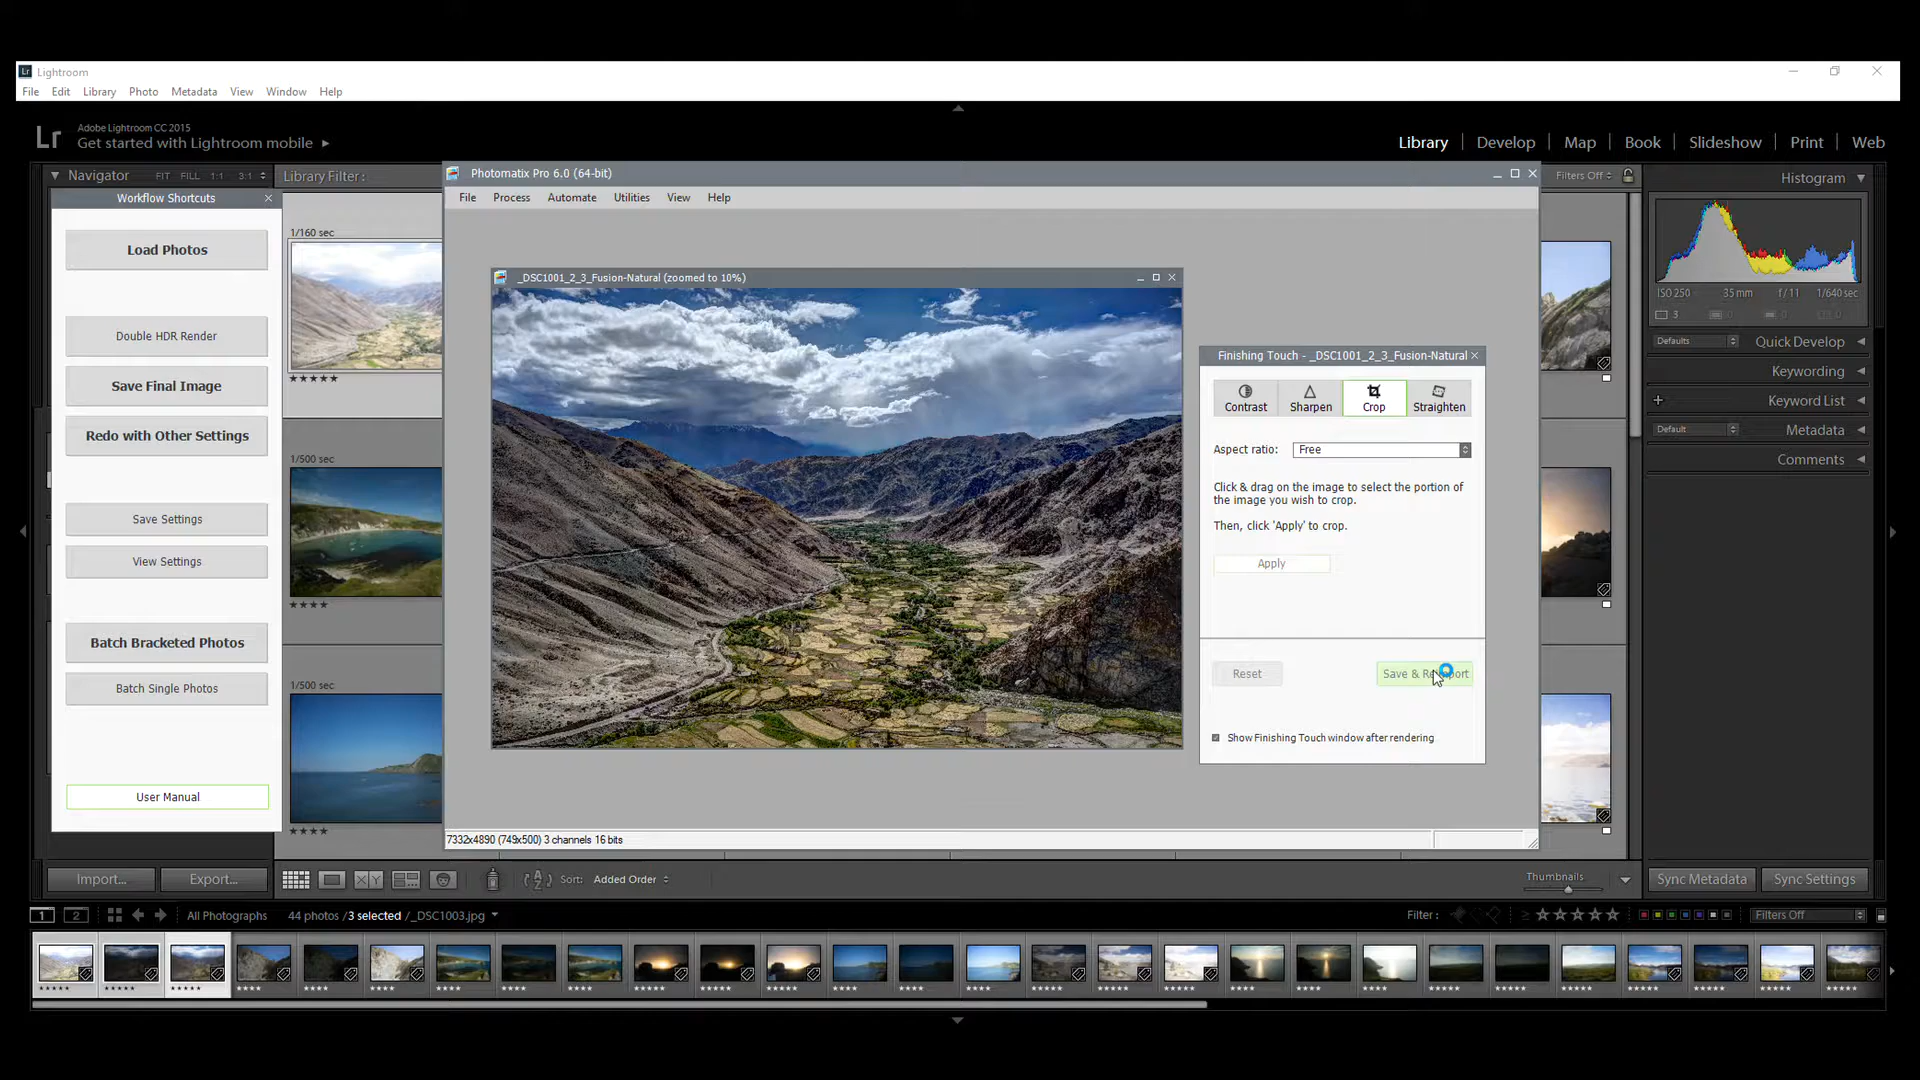 Lr Lightroom
File Edit Library Photo Metadata View Window Help
Lr
Adobe Lightroom CC 2015
Get started with Lightroom mobile
Library Develop Map Book Slideshow Print Web
Navigator FIT FILL 1:1 3:1
Library Filter :
Filters Off
Histogram
Workflow Shortcuts
Load Photos
Double HDR Render
Save Final Image
Redo with Other Settings
Save Settings
View Settings
Batch Bracketed Photos
Batch Single Photos
User Manual
1/160 sec
1/500 sec
1/500 sec
Photomatix Pro 6.0 (64-bit)
File Process Automate Utilities View Help
_DSC1001_2_3_Fusion-Natural (zoomed to 10%)
Finishing Touch - _DSC1001_2_3_Fusion-Natural
Contrast Sharpen Crop Straighten
Aspect ratio: Free
Click & drag on the image to select the portion of
the image you wish to crop.
Then, click 'Apply' to crop.
Apply
Reset
Save & Re
port
Show Finishing Touch window after rendering
7332x4890 (749x500) 3 channels 16 bits
ISO 250 35 mm f / 11 1/640 sec
3
Defaults Quick Develop
Keywording
Keyword List
Default Metadata
Comments
Import... Export...
X Y
Sort: Added Order
Thumbnails
Sync Metadata Sync Settings
1 2 All Photographs 44 photos / 3 selected / _DSC1003.jpg
Filter : Filters Off